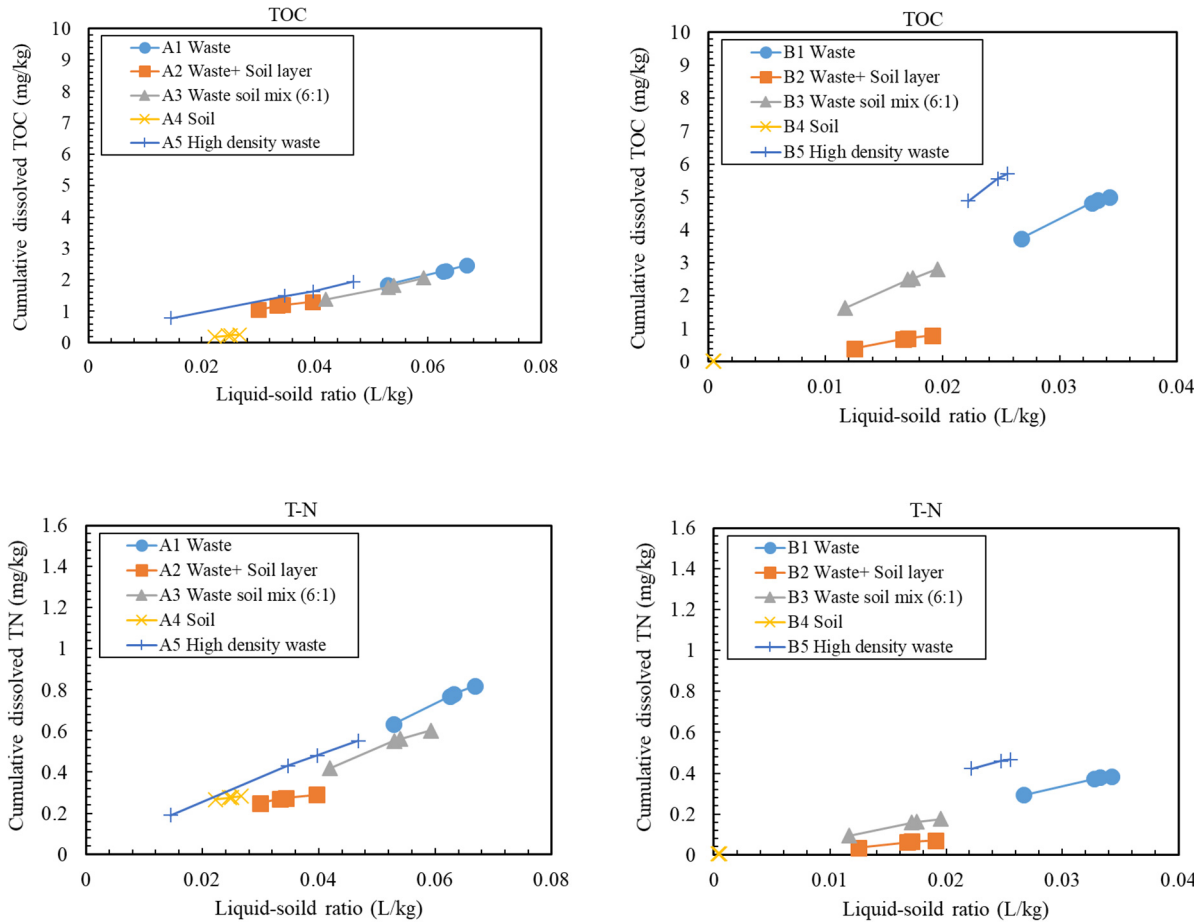 TOC
10
9
8
7
6
5
4
3
2
1
0
Cumulative dissolved TOC (mg/kg)
A1 Waste
A2 Waste+ Soil layer
A3 Waste soil mix (6:1)
A4 Soil
A5 High density waste
0 0.02 0.04 0.06 0.08
Liquid-soild ratio (L/kg)
TOC
10
9
8
7
6
5
4
3
2
1
0
Cumulative dissolved TOC (mg/kg)
B1 Waste
B2 Waste+ Soil layer
B3 Waste soil mix (6:1)
B4 Soil
B5 High density waste
0 0.01 0.02 0.03 0.04
Liquid-soild ratio (L/kg)
T-N
1.6
1.4
1.2
1
0.8
0.6
0.4
0.2
0
Cumulative dissolved TN (mg/kg)
A1 Waste
A2 Waste+ Soil layer
A3 Waste soil mix (6:1)
A4 Soil
A5 High density waste
0 0.02 0.04 0.06 0.08
Liquid-soild ratio (L/kg)
T-N
1.6
1.4
1.2
1
0.8
0.6
0.4
0.2
0
Cumulative dissolved TN (mg/kg)
B1 Waste
B2 Waste+ Soil layer
B3 Waste soil mix (6:1)
B4 Soil
B5 High density waste
0 0.01 0.02 0.03 0.04
Liquid-soild ratio (L/kg)